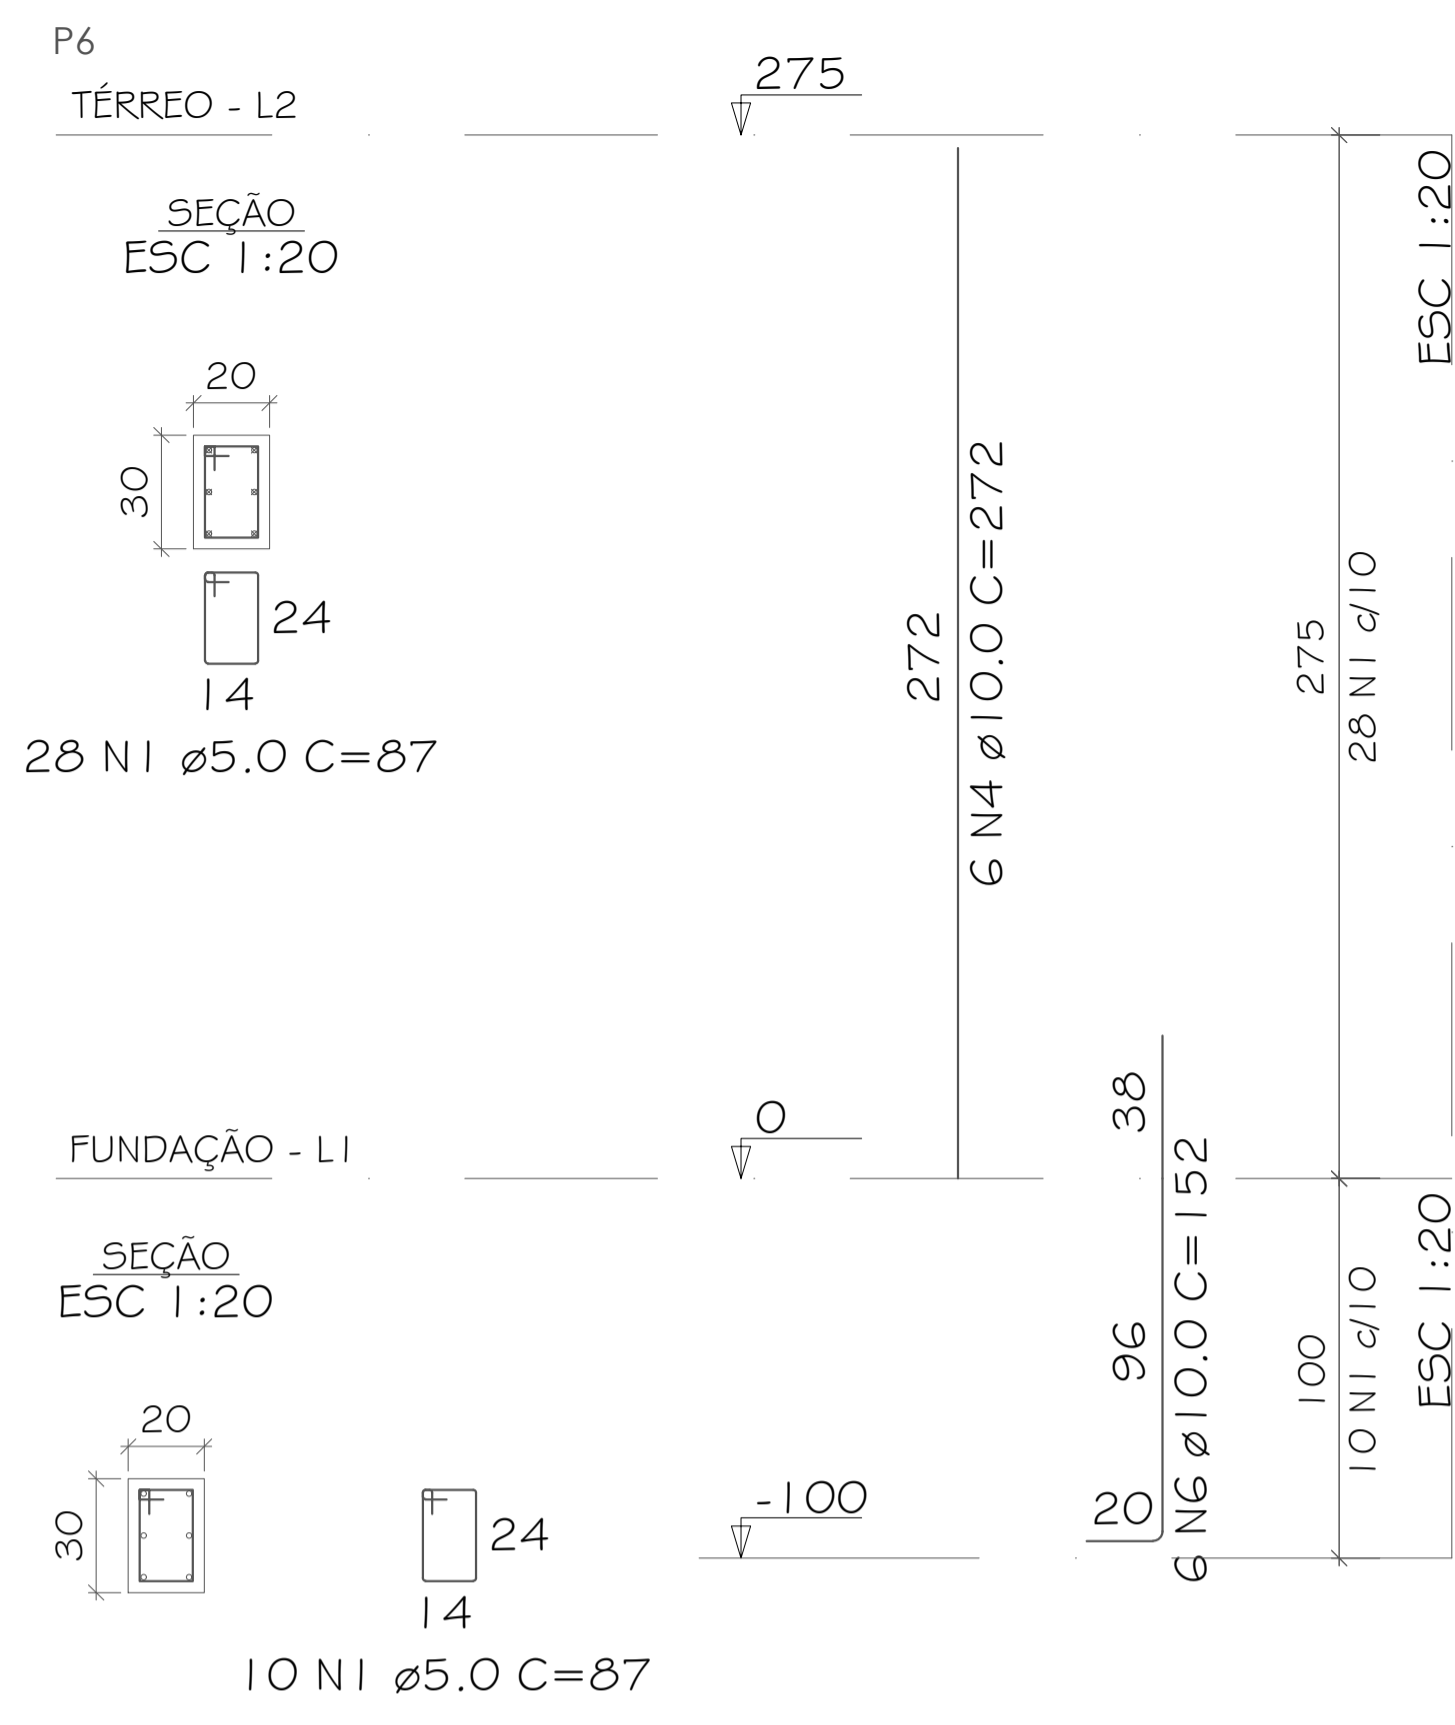 P6
TÉRREO - L2
275
SEÇÃO
ESC 1:20
20
30
24
14
28 N1 ø5.0 C=87
272
6 N4 ø10.0 C=272
275
28 N1 c/10
ESC 1:20
FUNDAÇÃO - L1
0
SEÇÃO
ESC 1:20
20
30
24
14
10 N1 ø5.0 C=87
-100
38
96
20
6 N6 ø10.0 C=152
100
10 N1 c/10
ESC 1:20